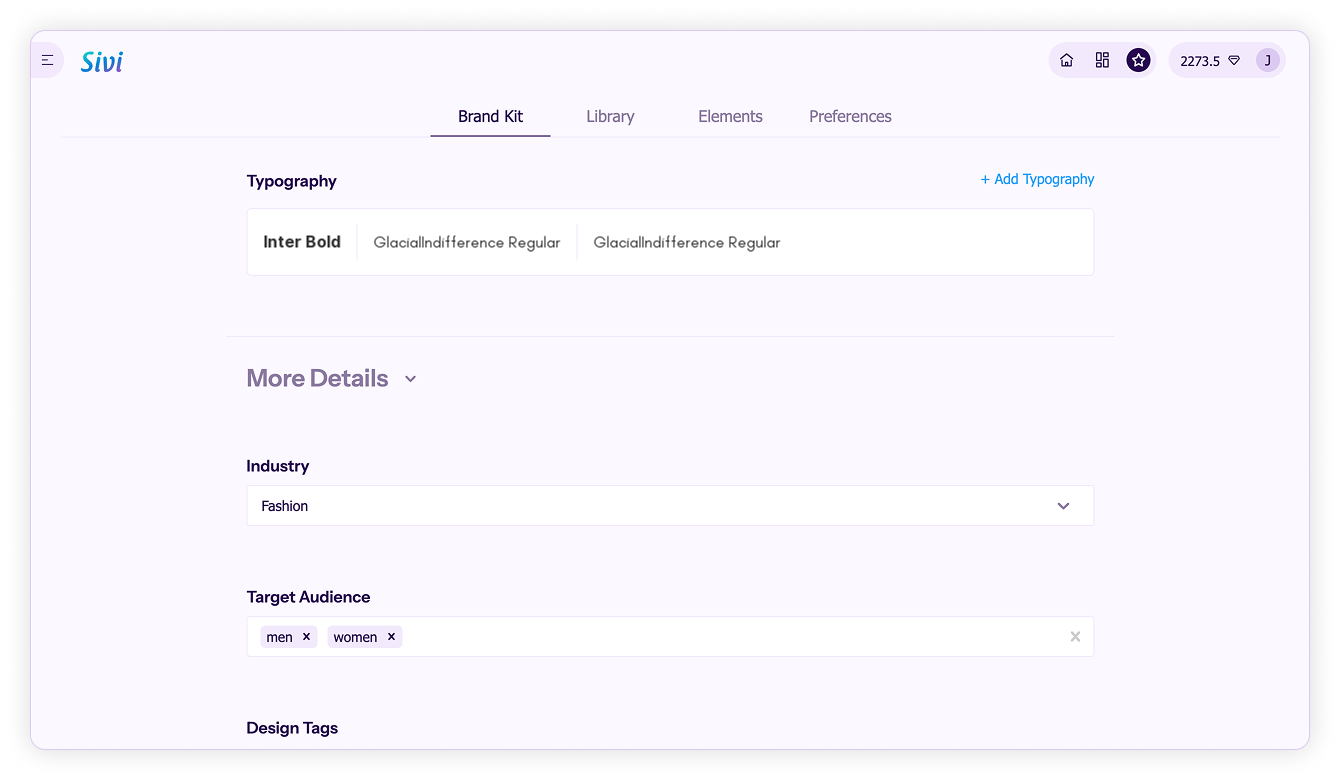 Sivi
2273.5 J
Brand Kit Library Elements Preferences
Typography + Add Typography
Inter Bold GlacialIndifference Regular GlacialIndifference Regular
More Details
Industry
Fashion
Target Audience
men × women ×
Design Tags